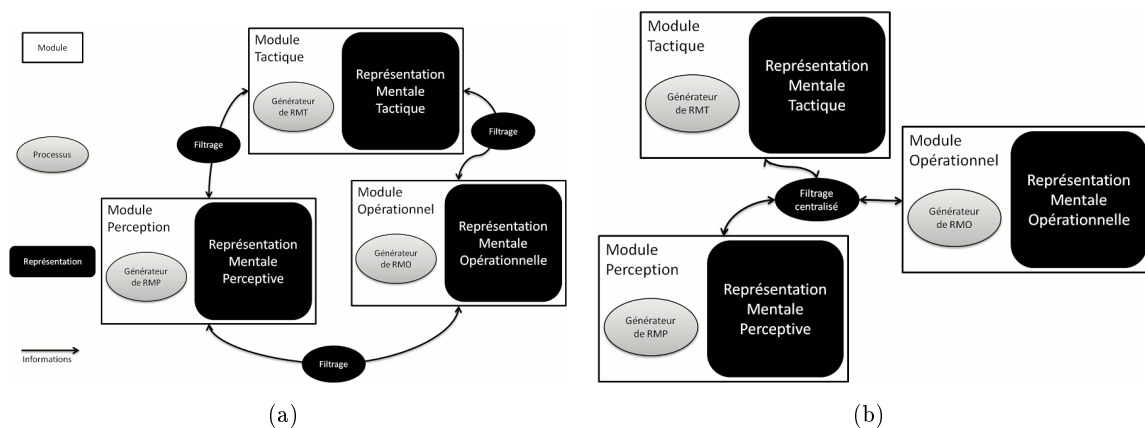 Module
Processus
Représentation
Informations
Module
Tactique
Générateur
de RMT
Représentation
Mentale
Tactique
Filtrage
Filtrage
Module
Perception
Générateur
de RMP
Représentation
Mentale
Perceptive
Module
Opérationnel
Générateur
de RMO
Représentation
Mentale
Opérationnelle
Filtrage
(a)
Module
Tactique
Générateur
de RMT
Représentation
Mentale
Tactique
Filtrage
centralisé
Module
Opérationnel
Générateur
de RMO
Représentation
Mentale
Opérationnelle
Module
Perception
Générateur
de RMP
Représentation
Mentale
Perceptive
(b)